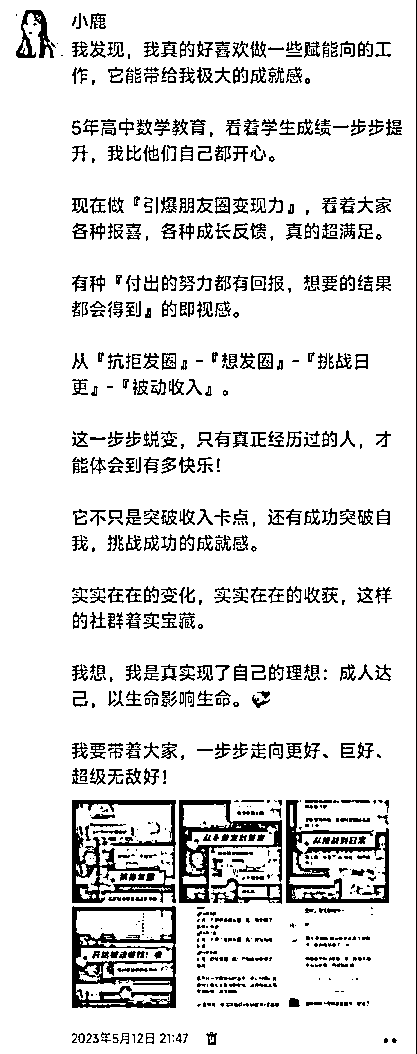 小鹿
我发现，我真的好喜欢做一些赋能向的工
作，它能带给我极大的成就感。
5年高中数学教育，看着学生成绩一步步提
升，我比他们自己都开心。
现在做『引爆朋友圈变现力』，看着大家
各种报喜，各种成长反馈，真的超满足。
有种『付出的努力都有回报，想要的结果
都会得到』的即视感。
从『抗拒发圈』-『想发圈』-『挑战日
更』-『被动收入』。
这一步步蜕变，只有真正经历过的人，才
能体会到有多快乐！
它不只是突破收入卡点，还有成功突破自
我，挑战成功的成就感。
实实在在的变化，实实在在的收获，这样
的社群着实宝藏。
我想，我是真实现了自己的理想：成人达
己，以生命影响生命。
我要带着大家，一步步走向更好、巨好、
超级无敌好！
2023年5月12日 21:47